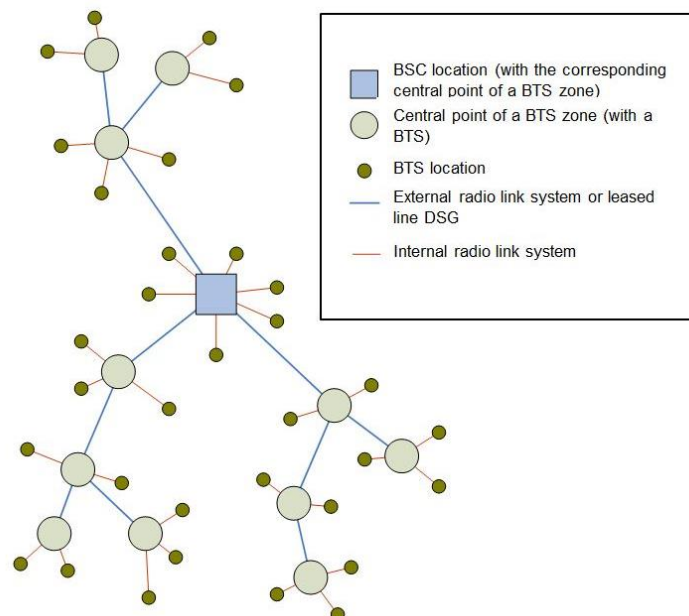 BSC location (with the corresponding
central point of a BTS zone)
Central point of a BTS zone (with a
BTS)
BTS location
External radio link system or leased
line DSG
Internal radio link system